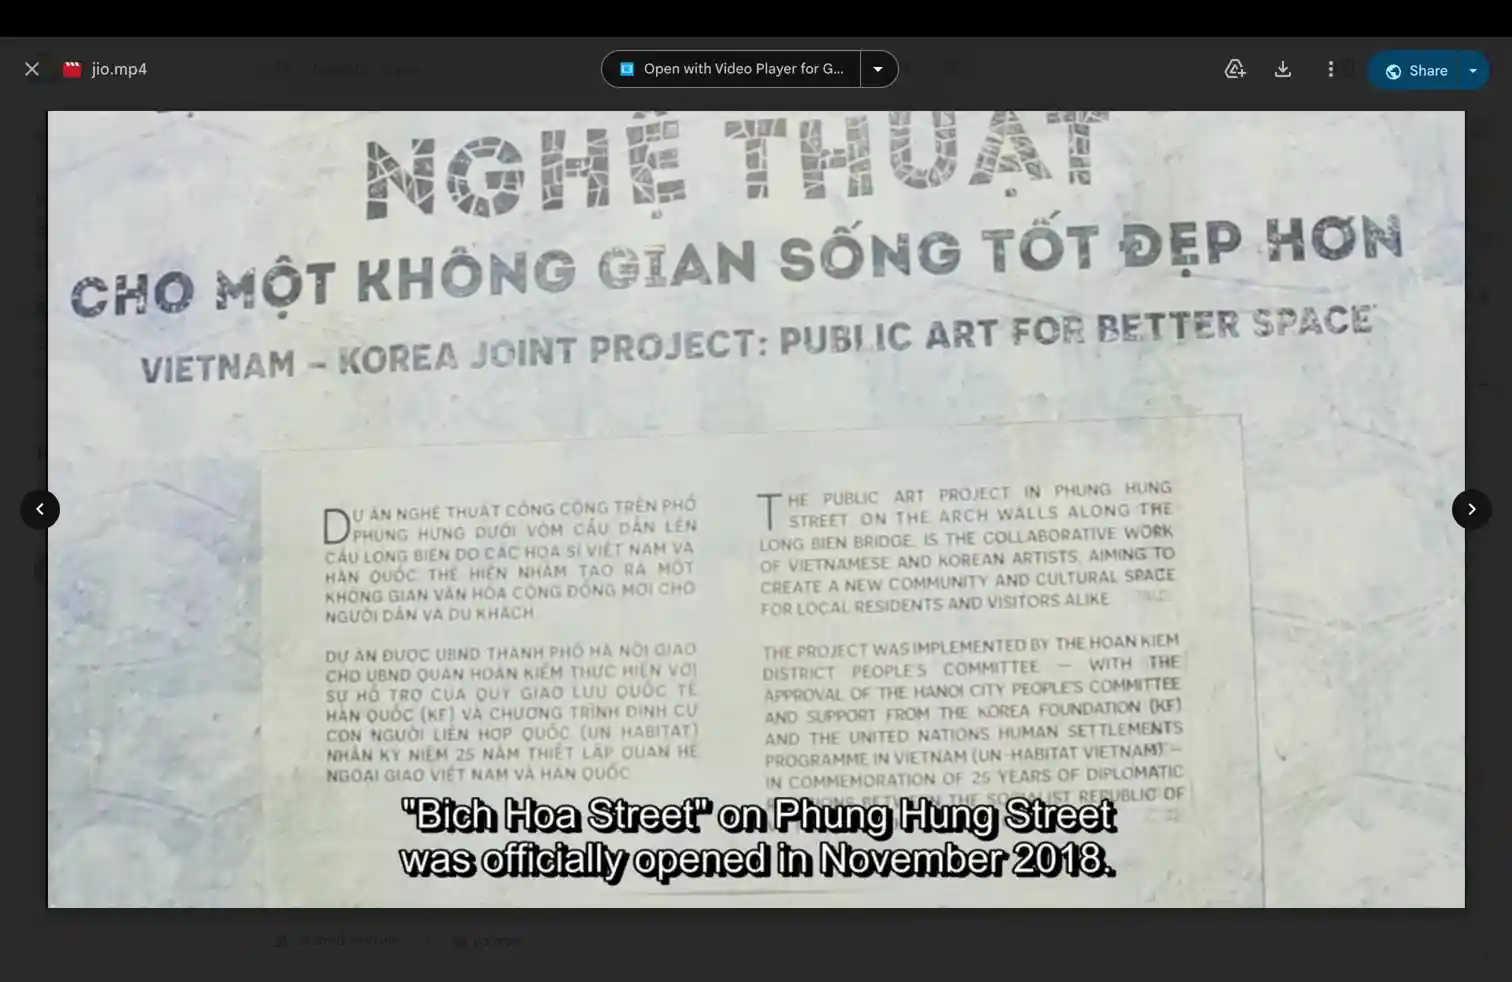 jio.mp4
Open with Video Player for G...
Share
NGHỆ THUẬT
CHO MỘT KHÔNG GIAN SỐNG TỐT ĐẸP HƠN
VIETNAM – KOREA JOINT PROJECT: PUBLIC ART FOR BETTER SPACE
DỰ ÁN NGHỆ THUẬT CÔNG CỘNG TRÊN PHỐ
PHÙNG HƯNG DƯỚI VÒM CẦU DẪN LÊN
CẦU LONG BIÊN DO CÁC HỌA SĨ VIỆT NAM VÀ
HÀN QUỐC THỂ HIỆN NHẰM TẠO RA MỘT
KHÔNG GIAN VĂN HÓA CỘNG ĐỒNG MỚI CHO
NGƯỜI DÂN VÀ DU KHÁCH
DỰ ÁN ĐƯỢC UBND THÀNH PHỐ HÀ NỘI GIAO
CHO UBND QUẬN HOÀN KIẾM THỰC HIỆN VỚI
SỰ HỖ TRỢ CỦA QUỸ GIAO LƯU QUỐC TẾ
HÀN QUỐC (KF) VÀ CHƯƠNG TRÌNH ĐỊNH CƯ
CON NGƯỜI LIÊN HỢP QUỐC (UN HABITAT)
NHÂN KỶ NIỆM 25 NĂM THIẾT LẬP QUAN HỆ
NGOẠI GIAO VIỆT NAM VÀ HÀN QUỐC
THE PUBLIC ART PROJECT IN PHUNG HUNG
STREET ON THE ARCH WALLS ALONG THE
LONG BIEN BRIDGE, IS THE COLLABORATIVE WORK
OF VIETNAMESE AND KOREAN ARTISTS, AIMING TO
CREATE A NEW COMMUNITY AND CULTURAL SPACE
FOR LOCAL RESIDENTS AND VISITORS ALIKE.
THE PROJECT WAS IMPLEMENTED BY THE HOAN KIEM
DISTRICT PEOPLE'S COMMITTEE – WITH THE
APPROVAL OF THE HANOI CITY PEOPLE'S COMMITTEE
AND SUPPORT FROM THE KOREA FOUNDATION (KF)
AND THE UNITED NATIONS HUMAN SETTLEMENTS
PROGRAMME IN VIETNAM (UN-HABITAT VIETNAM) –
IN COMMEMORATION OF 25 YEARS OF DIPLOMATIC
THE SOCIALIST REPUBLIC OF
"Bich Hoa Street" on Phung Hung Street
was officially opened in November 2018.